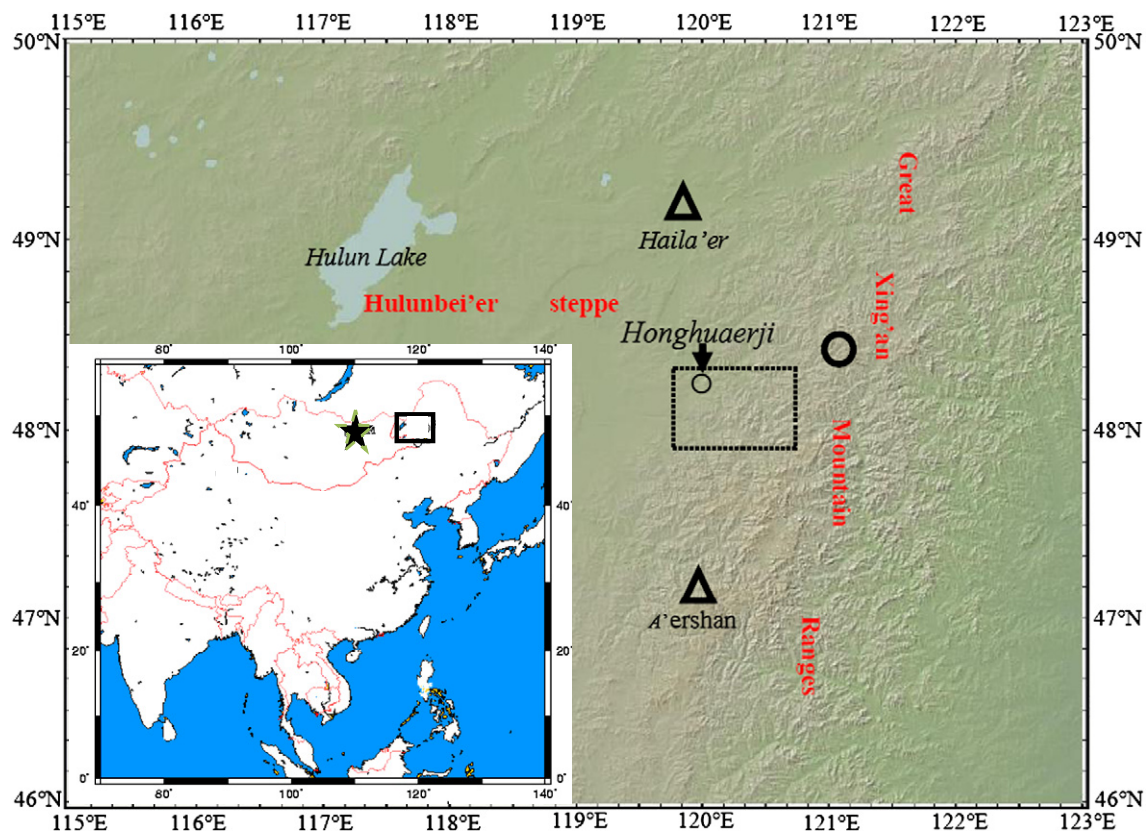 115°E 116°E 117°E 118°E 119°E 120°E 121°E 122°E 123°E
50°N 50°N
Great
49°N 49°N
Haila'er
Hulun Lake
Xing'an
Hulunbei'er steppe
Honghuaerji
80° 100° 120° 140°
48°N 48°N
Mountain
40° 40°
47°N 47°N
A'ershan
Ranges
20° 20°
0° 0°
80° 100° 120° 140°
46°N 46°N
115°E 116°E 117°E 118°E 119°E 120°E 121°E 122°E 123°E